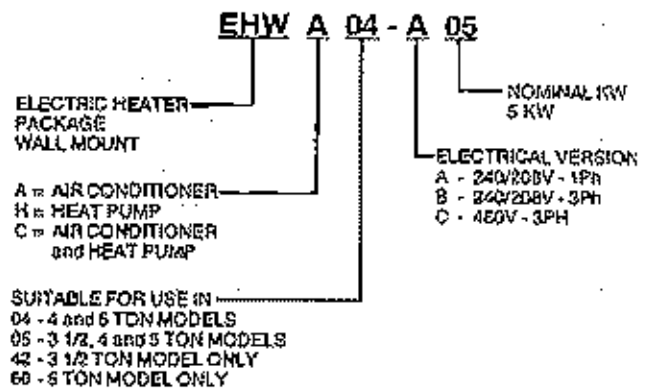 EHW A 04 - A 05
NOMINAL KW
5 KW
ELECTRIC HEATER
PACKAGE
WALL MOUNT
ELECTRICAL VERSION
A - 240/208V - 1Ph
B - 240/208V - 3Ph
C - 460V - 3PH
A = AIR CONDITIONER
H = HEAT PUMP
C = AIR CONDITIONER
and HEAT PUMP
SUITABLE FOR USE IN
04 - 4 and 5 TON MODELS
05 - 3 1/2, 4 and 5 TON MODELS
42 - 3 1/2 TON MODEL ONLY
60 - 5 TON MODEL ONLY